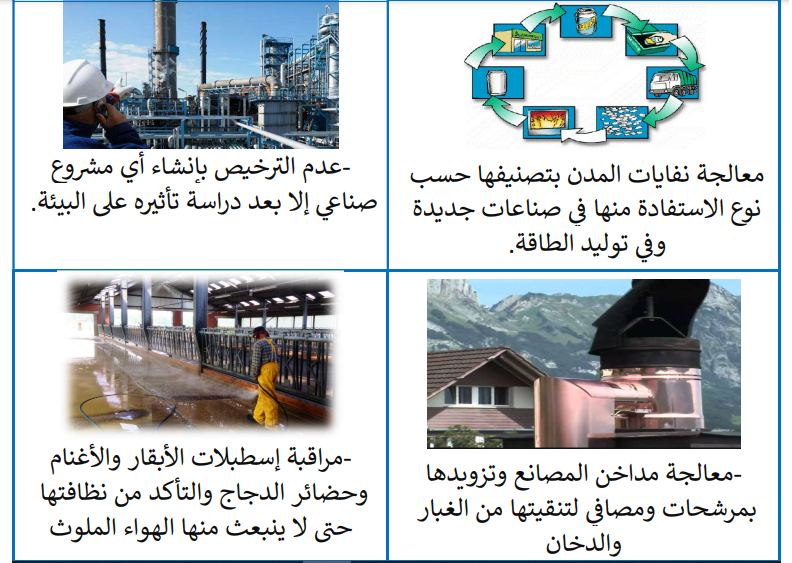 معالجة نفايات المدن بتصنيفها حسب
نوع الاستفادة منها في صناعات جديدة
وفي توليد الطاقة.
-عدم الترخيص بإنشاء أي مشروع
صناعي إلا بعد دراسة تأثيره على البيئة.
-معالجة مداخن المصانع وتزويدها
بمرشحات ومصافي لتنقيتها من الغبار
والدخان
-مراقبة إسطبلات الأبقار والأغنام
وحضائر الدجاج والتأكد من نظافتها
حتى لا ينبعث منها الهواء الملوث